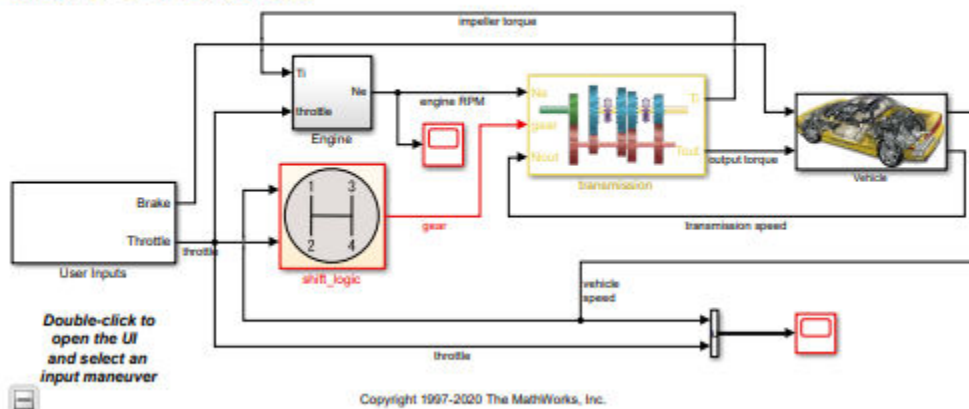 impeller torque
Ti
Ne
throttle
Engine
engine RPM
Ne
gear
Nout
Ti
Tout
transmission
output torque
Vehicle
transmission speed
Brake
Throttle
throttle
User Inputs
1 3
2 4
shift_logic
gear
vehicle
speed
throttle
Double-click to
open the UI
and select an
input maneuver
Copyright 1997-2020 The MathWorks, Inc.